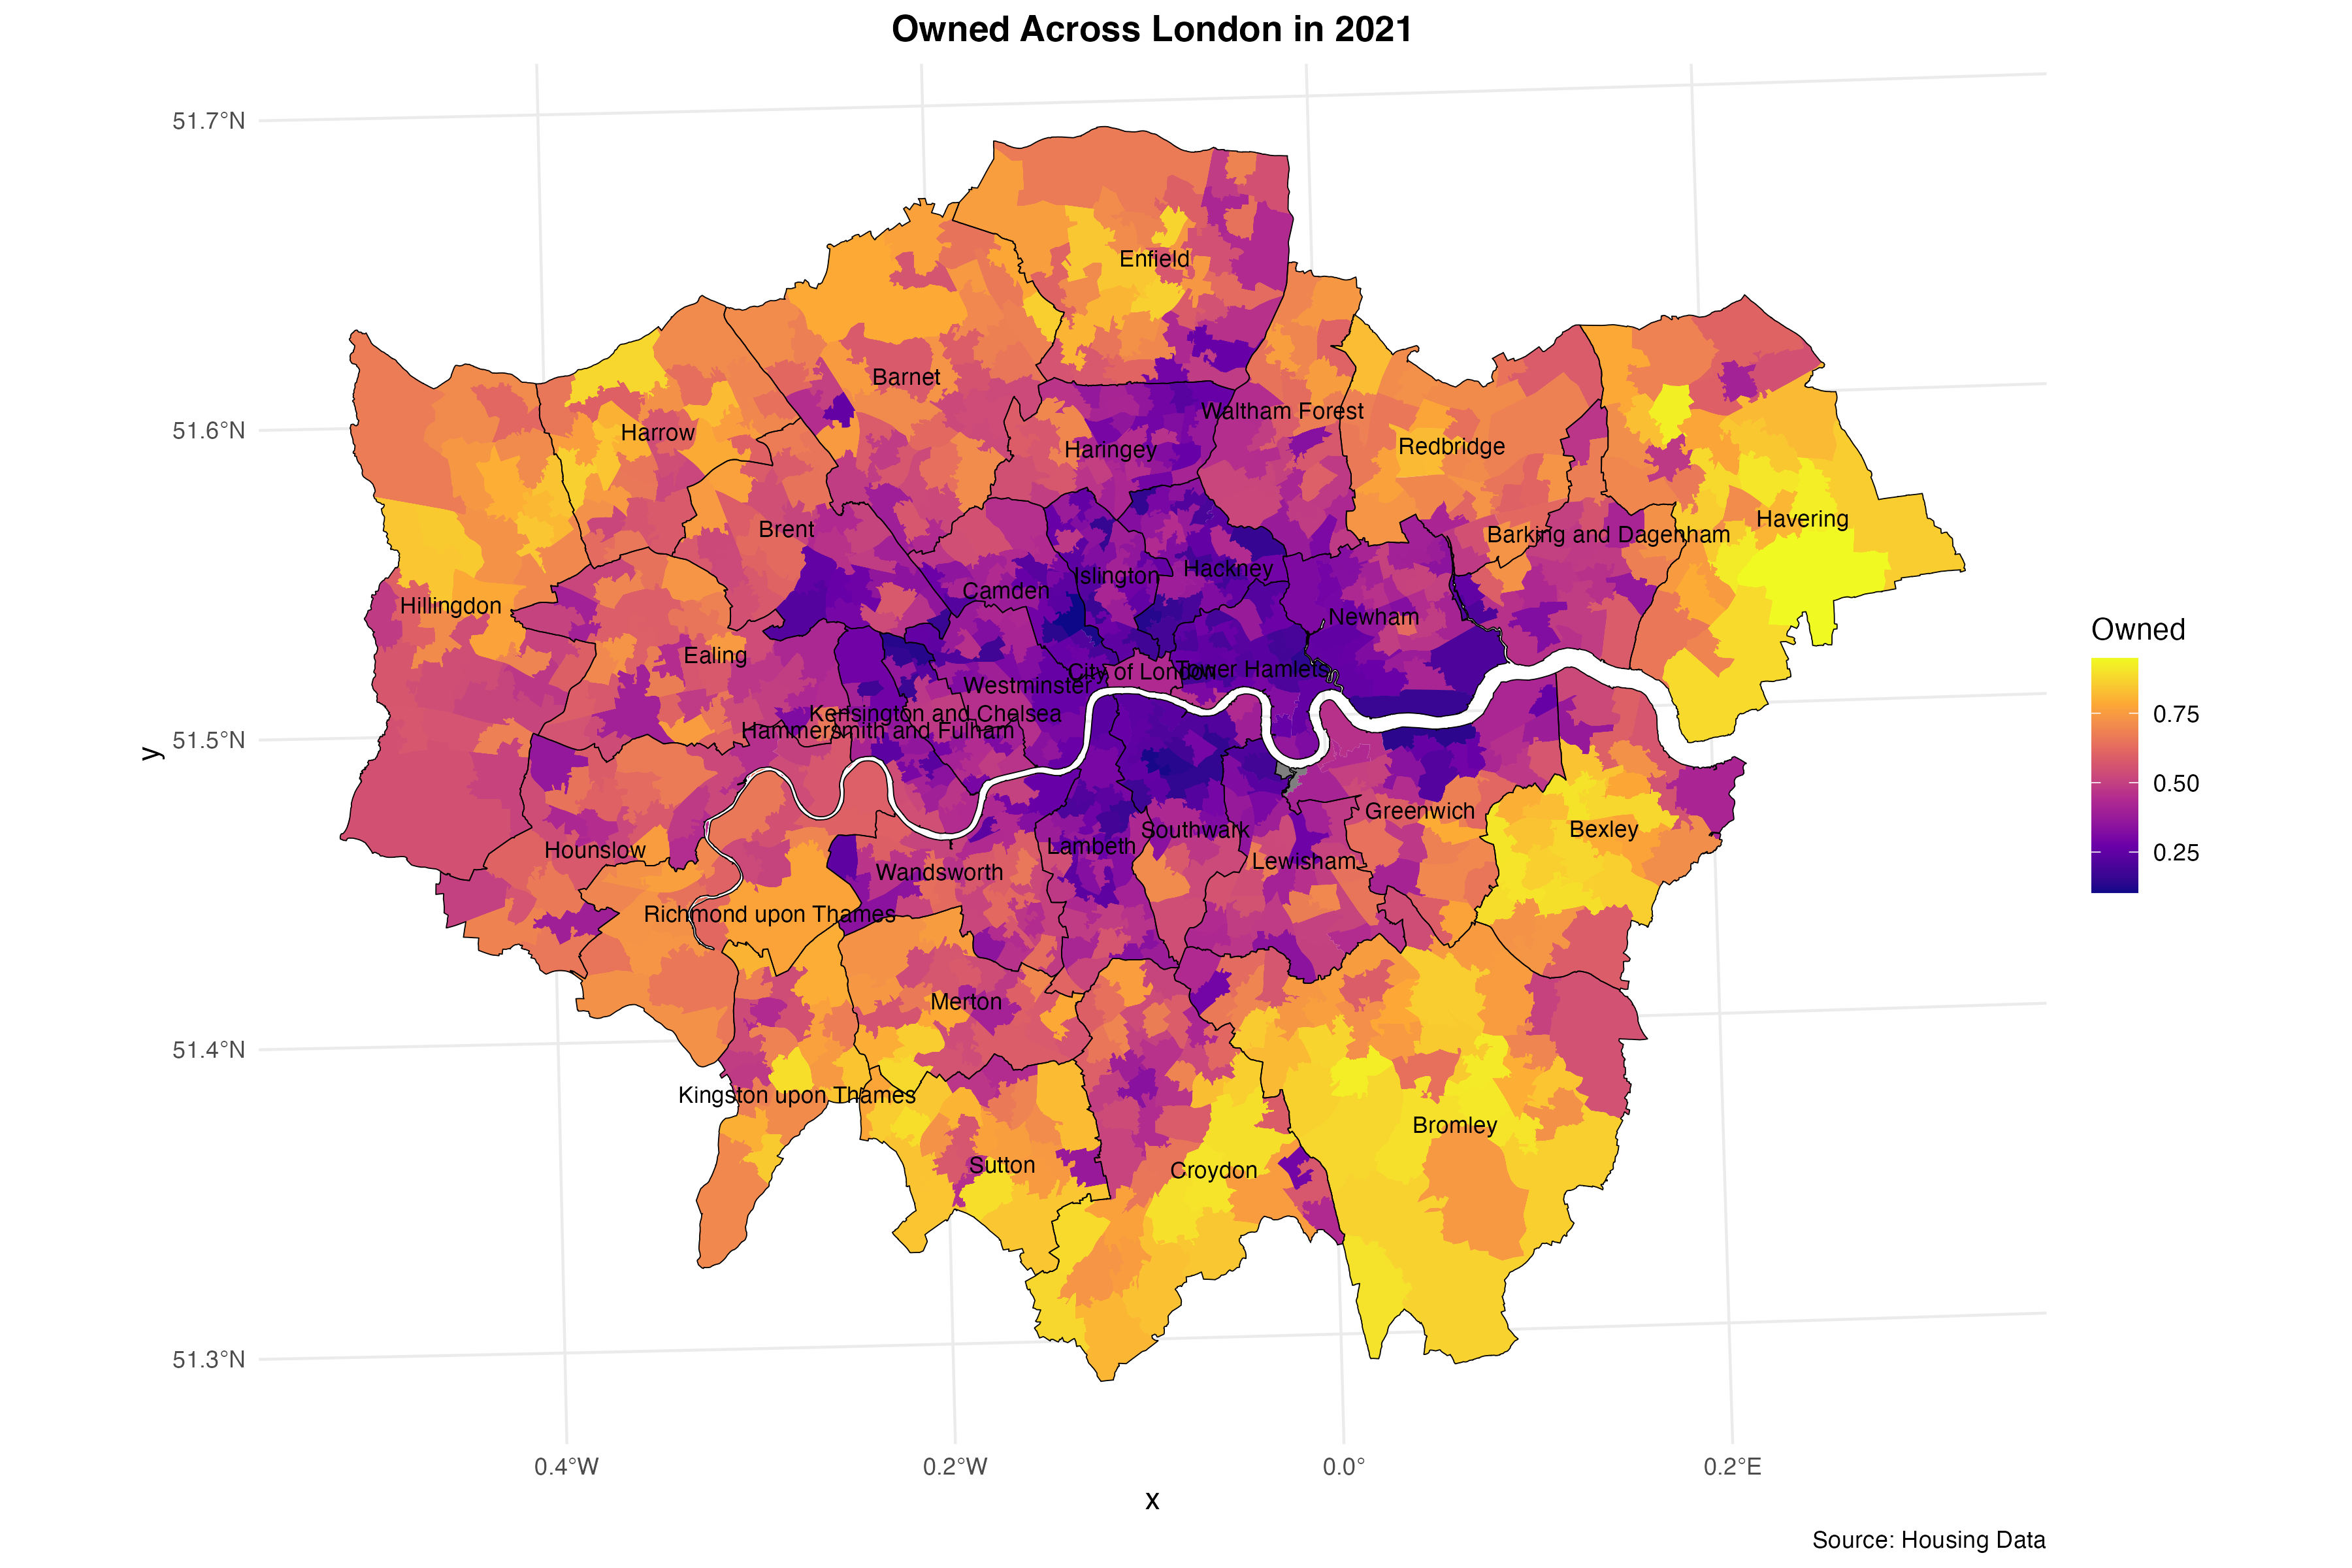 Owned Across London in 2021
51.7°N
51.6°N
51.5°N
51.4°N
51.3°N
y
Enfield
Barnet
Waltham Forest
Harrow
Redbridge
Haringey
Havering
Brent
Barking and Dagenham
Hackney
Islington
Camden
Hillingdon
Newham
Ealing
City of London
Tower Hamlets
Westminster
Kensington and Chelsea
Hammersmith and Fulham
Greenwich
Southwark
Bexley
Lambeth
Hounslow
Lewisham
Wandsworth
Richmond upon Thames
Merton
Kingston upon Thames
Bromley
Sutton
Croydon
Owned
0.75
0.50
0.25
0.4°W
0.2°W
0.0°
0.2°E
x
Source: Housing Data